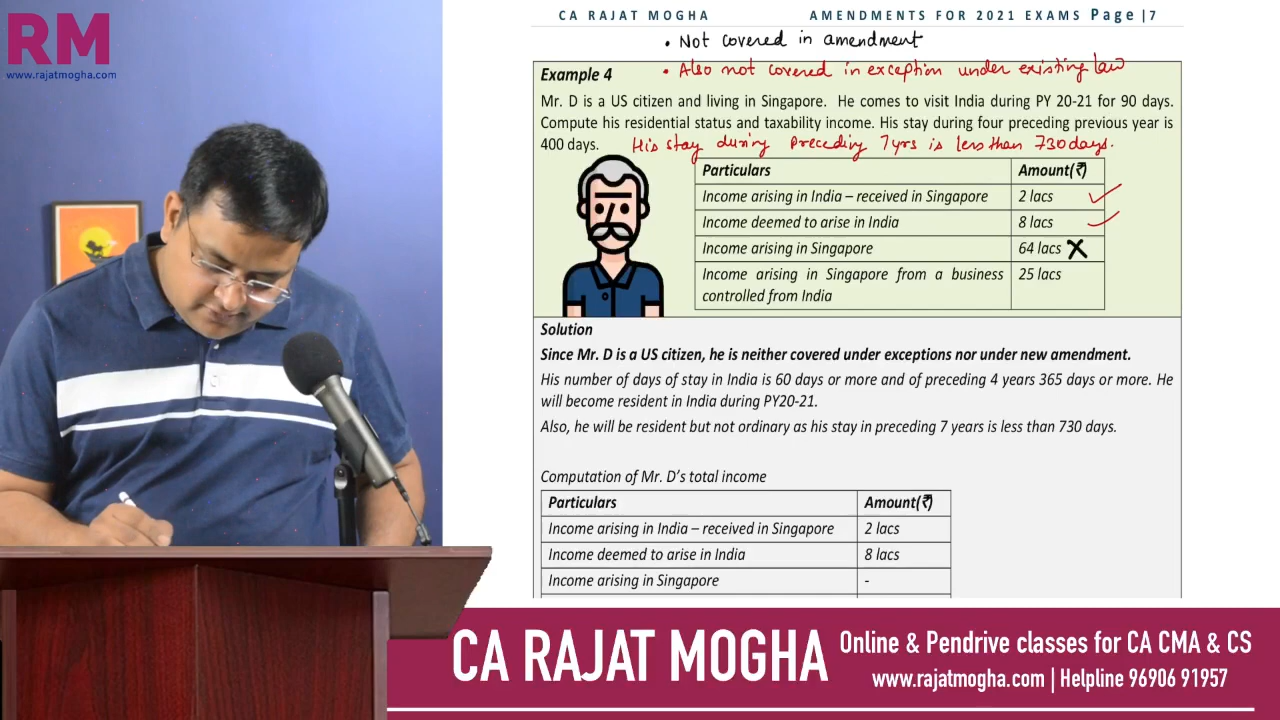 RM
www.rajatmogha.com
CA RAJAT MOGHA AMENDMENTS FOR 2021 EXAMS Page |7
• Not covered in amendment
• Also not covered in exception under existing law
Example 4
Mr. D is a US citizen and living in Singapore. He comes to visit India during PY 20-21 for 90 days.
Compute his residential status and taxability income. His stay during four preceding previous year is
400 days. His stay during preceding 7yrs is less than 730 days.
Particulars Amount(₹)
Income arising in India – received in Singapore 2 lacs
Income deemed to arise in India 8 lacs
Income arising in Singapore 64 lacs
Income arising in Singapore from a business 25 lacs
controlled from India
Solution
Since Mr. D is a US citizen, he is neither covered under exceptions nor under new amendment.
His number of days of stay in India is 60 days or more and of preceding 4 years 365 days or more. He
will become resident in India during PY20-21.
Also, he will be resident but not ordinary as his stay in preceding 7 years is less than 730 days.
Computation of Mr. D's total income
Particulars Amount(₹)
Income arising in India – received in Singapore 2 lacs
Income deemed to arise in India 8 lacs
Income arising in Singapore -
CA RAJAT MOGHA Online & Pendrive classes for CA CMA & CS
www.rajatmogha.com | Helpline 96906 91957